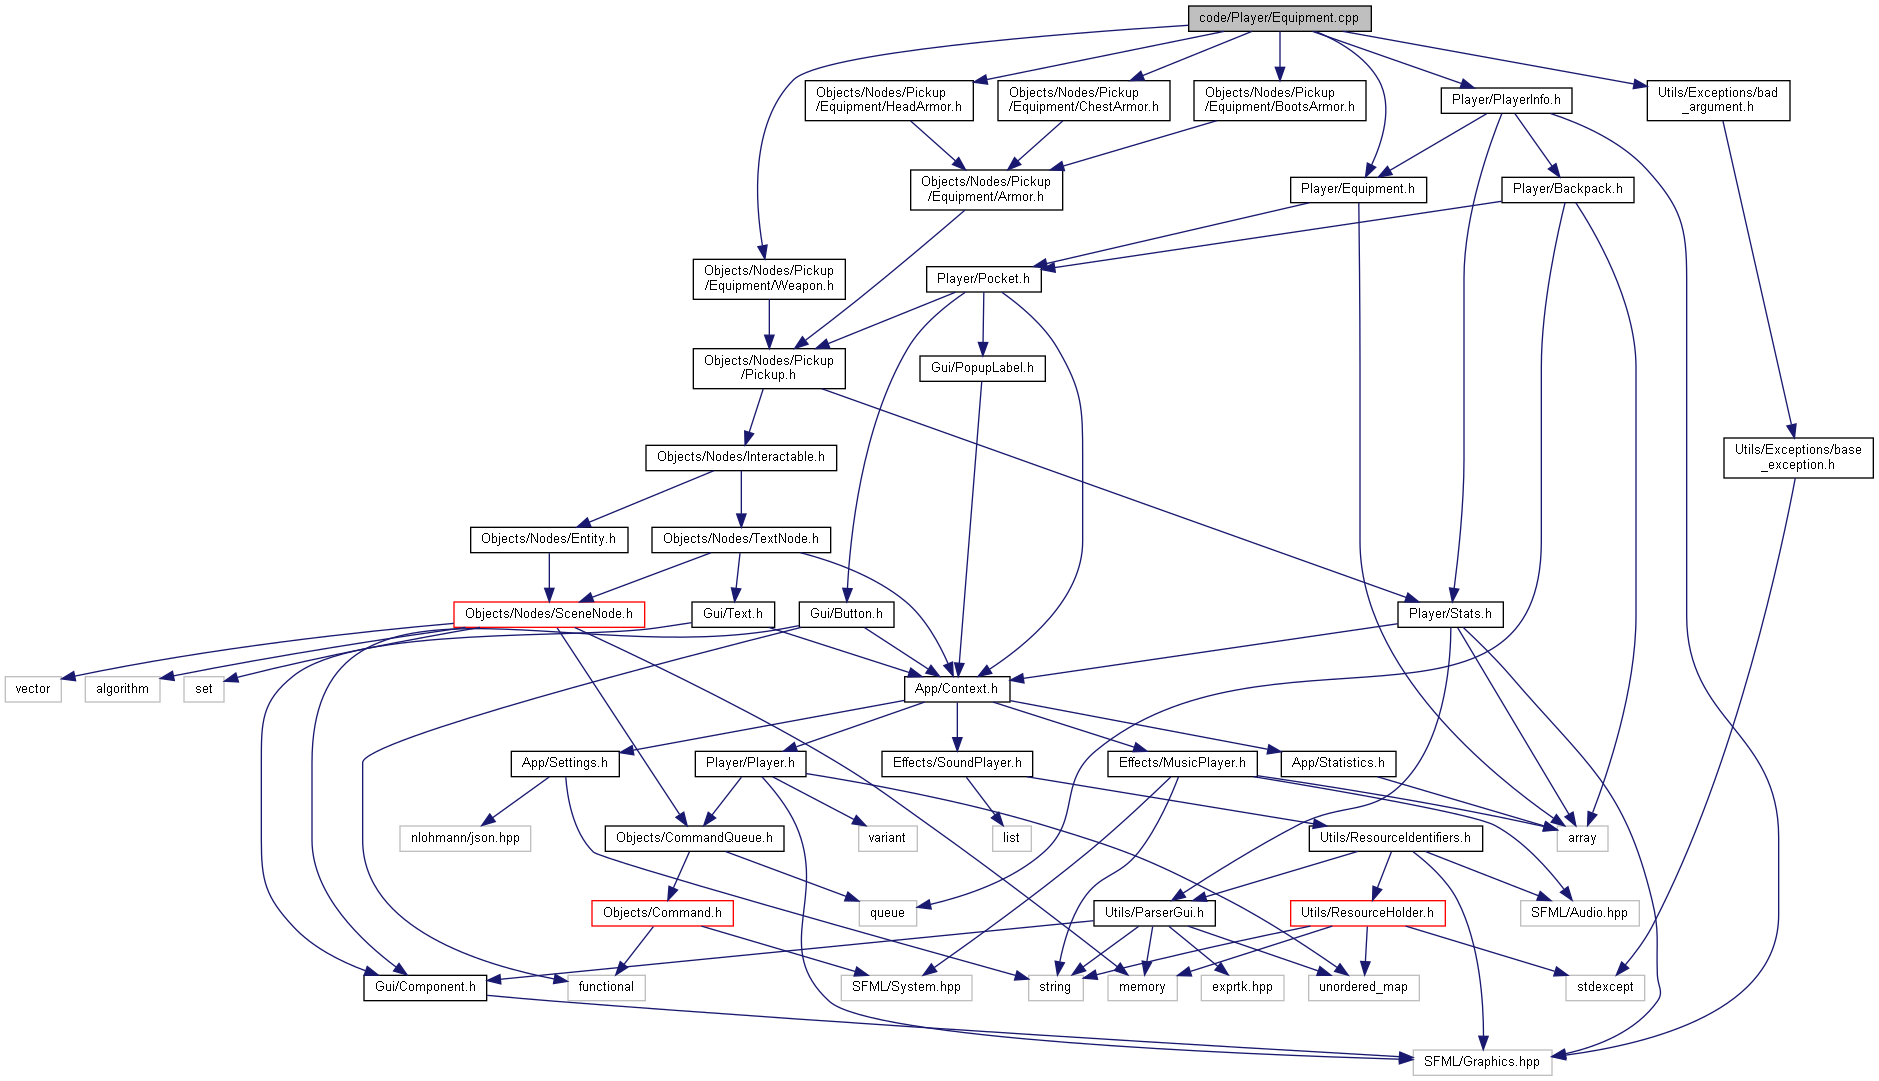 code/Player/Equipment.cpp
Objects/Nodes/Pickup
/Equipment/HeadArmor.h
Objects/Nodes/Pickup
/Equipment/ChestArmor.h
Objects/Nodes/Pickup
/Equipment/BootsArmor.h
Player/PlayerInfo.h
Utils/Exceptions/bad
_argument.h
Objects/Nodes/Pickup
/Equipment/Armor.h
Player/Equipment.h
Player/Backpack.h
Objects/Nodes/Pickup
/Equipment/Weapon.h
Player/Pocket.h
Objects/Nodes/Pickup
/Pickup.h
Gui/PopupLabel.h
Objects/Nodes/Interactable.h
Utils/Exceptions/base
_exception.h
Objects/Nodes/Entity.h
Objects/Nodes/TextNode.h
Objects/Nodes/SceneNode.h
Gui/Text.h
Gui/Button.h
Player/Stats.h
vector
algorithm
set
App/Context.h
App/Settings.h
Player/Player.h
Effects/SoundPlayer.h
Effects/MusicPlayer.h
App/Statistics.h
nlohmann/json.hpp
Objects/CommandQueue.h
variant
list
Utils/ResourceIdentifiers.h
array
Objects/Command.h
queue
Utils/ParserGui.h
Utils/ResourceHolder.h
SFML/Audio.hpp
Gui/Component.h
functional
SFML/System.hpp
string
memory
exprtk.hpp
unordered_map
stdexcept
SFML/Graphics.hpp